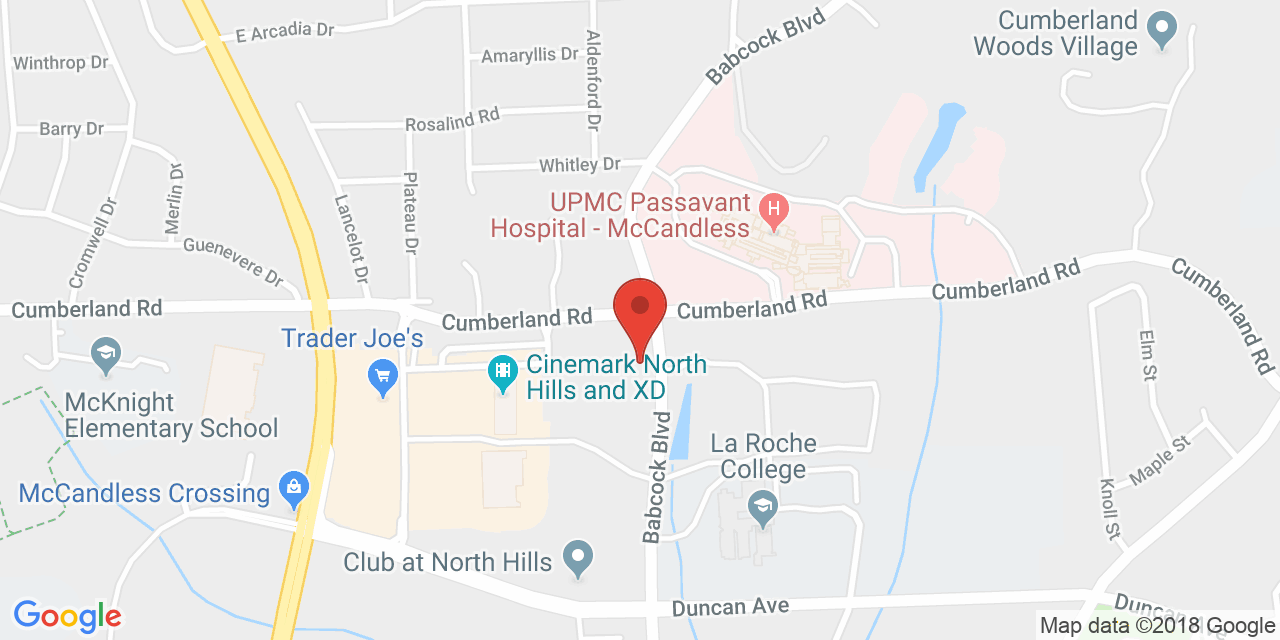 Cumberland
Woods Village
E Arcadia Dr
Babcock Blvd
Winthrop Dr
Amaryllis Dr
Aldenford Dr
Rosalind Rd
Barry Dr
Whitley Dr
Merlin Dr
Plateau Dr
Lancelot Dr
Cromwell Dr
Guenevere Dr
UPMC Passavant
Hospital - McCandless
H
Cumberland Rd
Cumberland Rd
Cumberland Rd
Cumberland Rd
Cumberland Rd
Trader Joe's
Cinemark North
Hills and XD
McKnight
Elementary School
Elm St
Maple St
Knoll St
La Roche
College
Babcock Blvd
McCandless Crossing
Club at North Hills
Duncan Ave
Duncan Ave
Google
Map data ©2018 Google